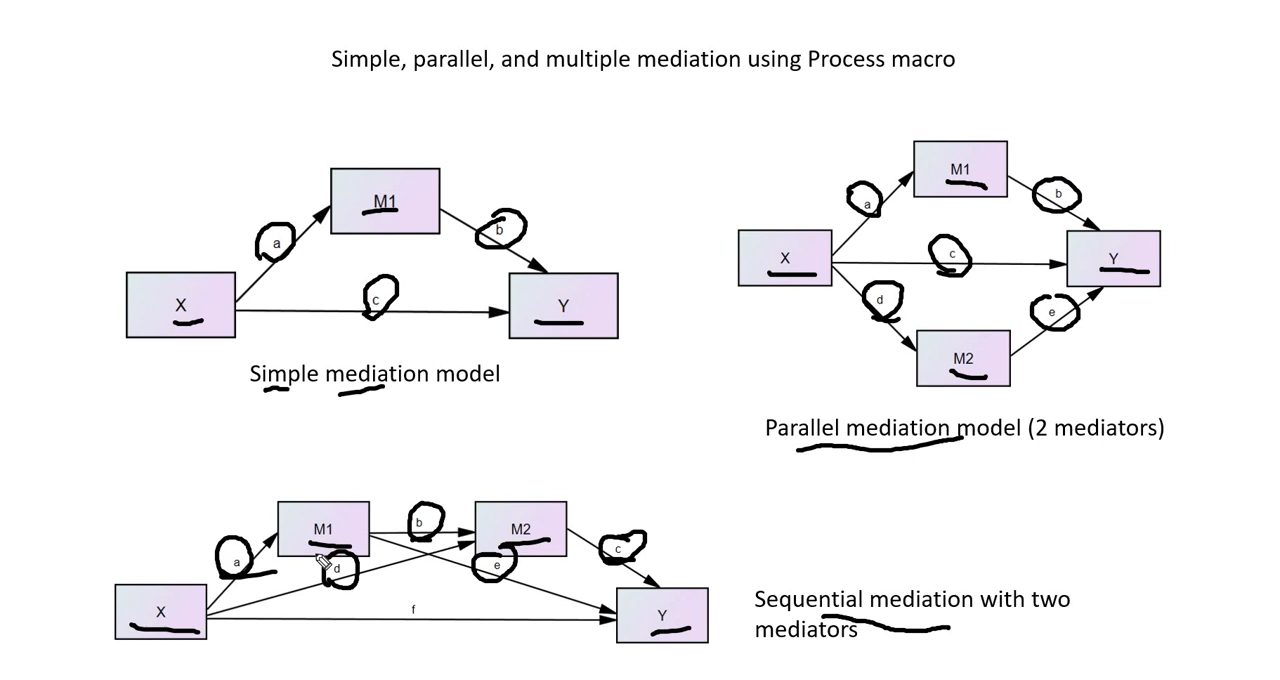 Simple, parallel, and multiple mediation using Process macro
M1
a
b
X
c
Y
Simple mediation model
M1
a
b
X
c
Y
d
e
M2
Parallel mediation model (2 mediators)
M1
b
M2
a
d
e
c
X
f
Y
Sequential mediation with two
mediators